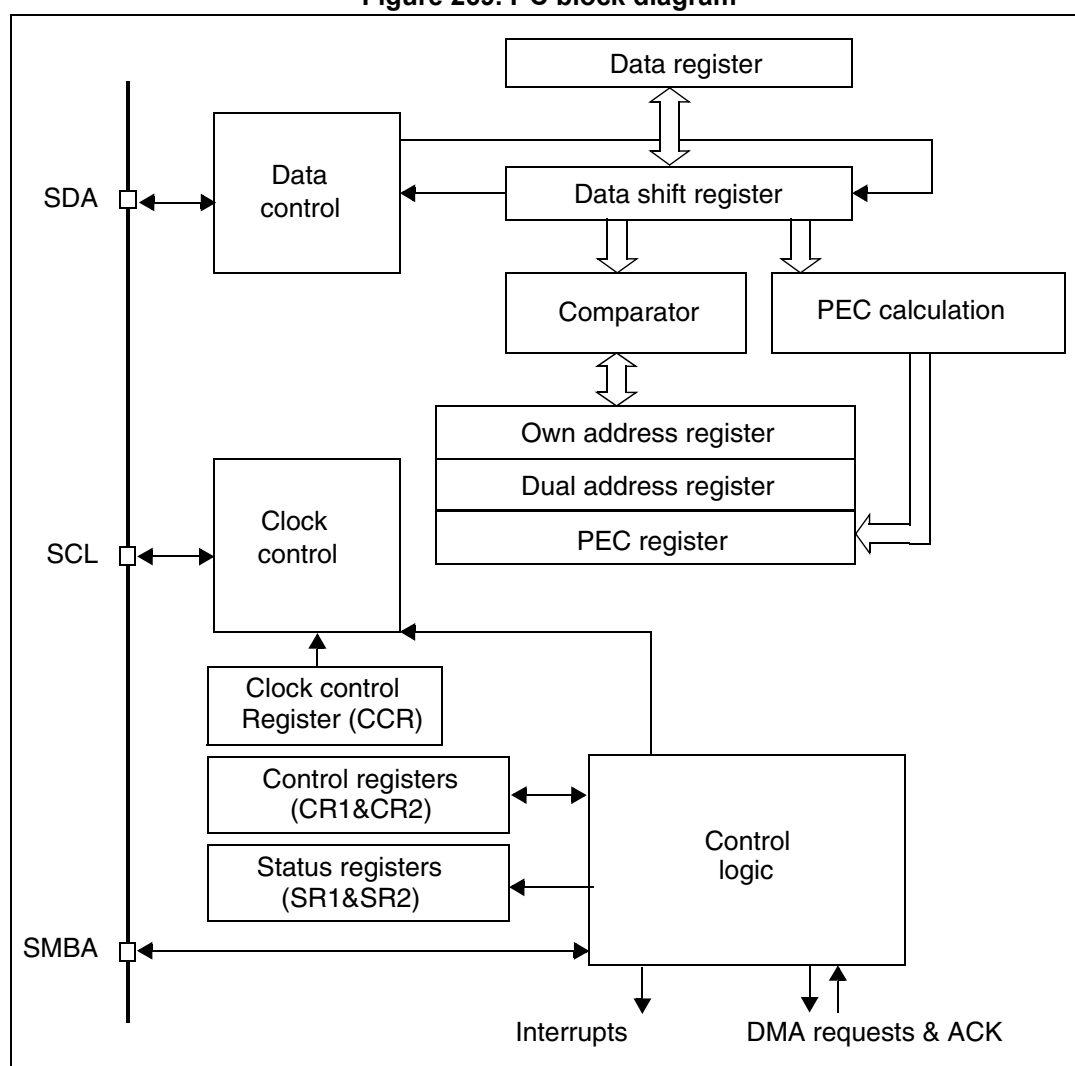 Data register
Data
control
SDA
Data shift register
Comparator
PEC calculation
Own address register
Dual address register
PEC register
Clock
control
SCL
Clock control
Register (CCR)
Control registers
(CR1&CR2)
Control
logic
Status registers
(SR1&SR2)
SMBA
Interrupts
DMA requests & ACK